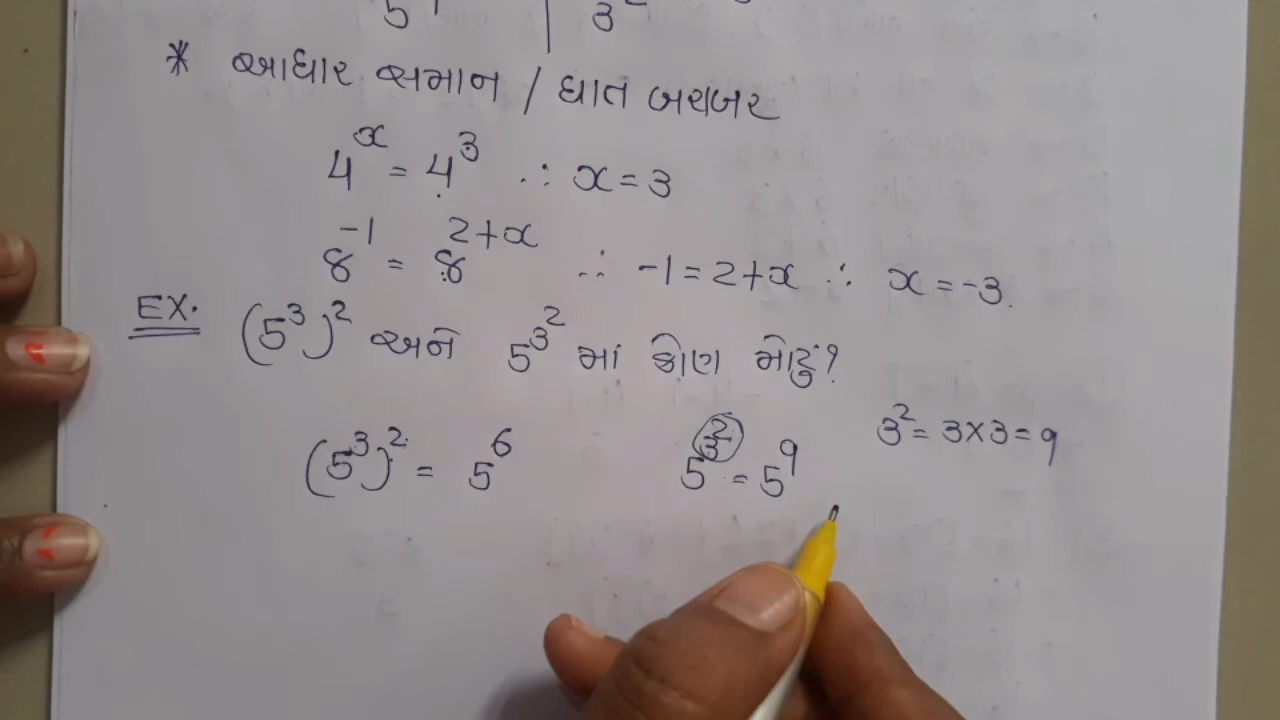 5 | 3
* આધાર સમાન / ઘાત બરાબર
4^x = 4^3 ∴ x = 3
8^-1 = 8^2+x ∴ -1 = 2+x ∴ x = -3.
EX. (5^3)^2 અને 5^3^2 માં કોણ મોટું?
(5^3)^2 = 5^6 5^3^2 = 5^9 3^2 = 3×3 = 9